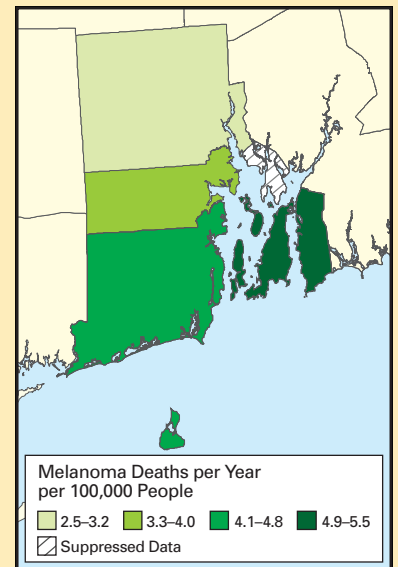 Melanoma Deaths per Year
per 100,000 People
2.5–3.2 3.3–4.0 4.1–4.8 4.9–5.5
Suppressed Data